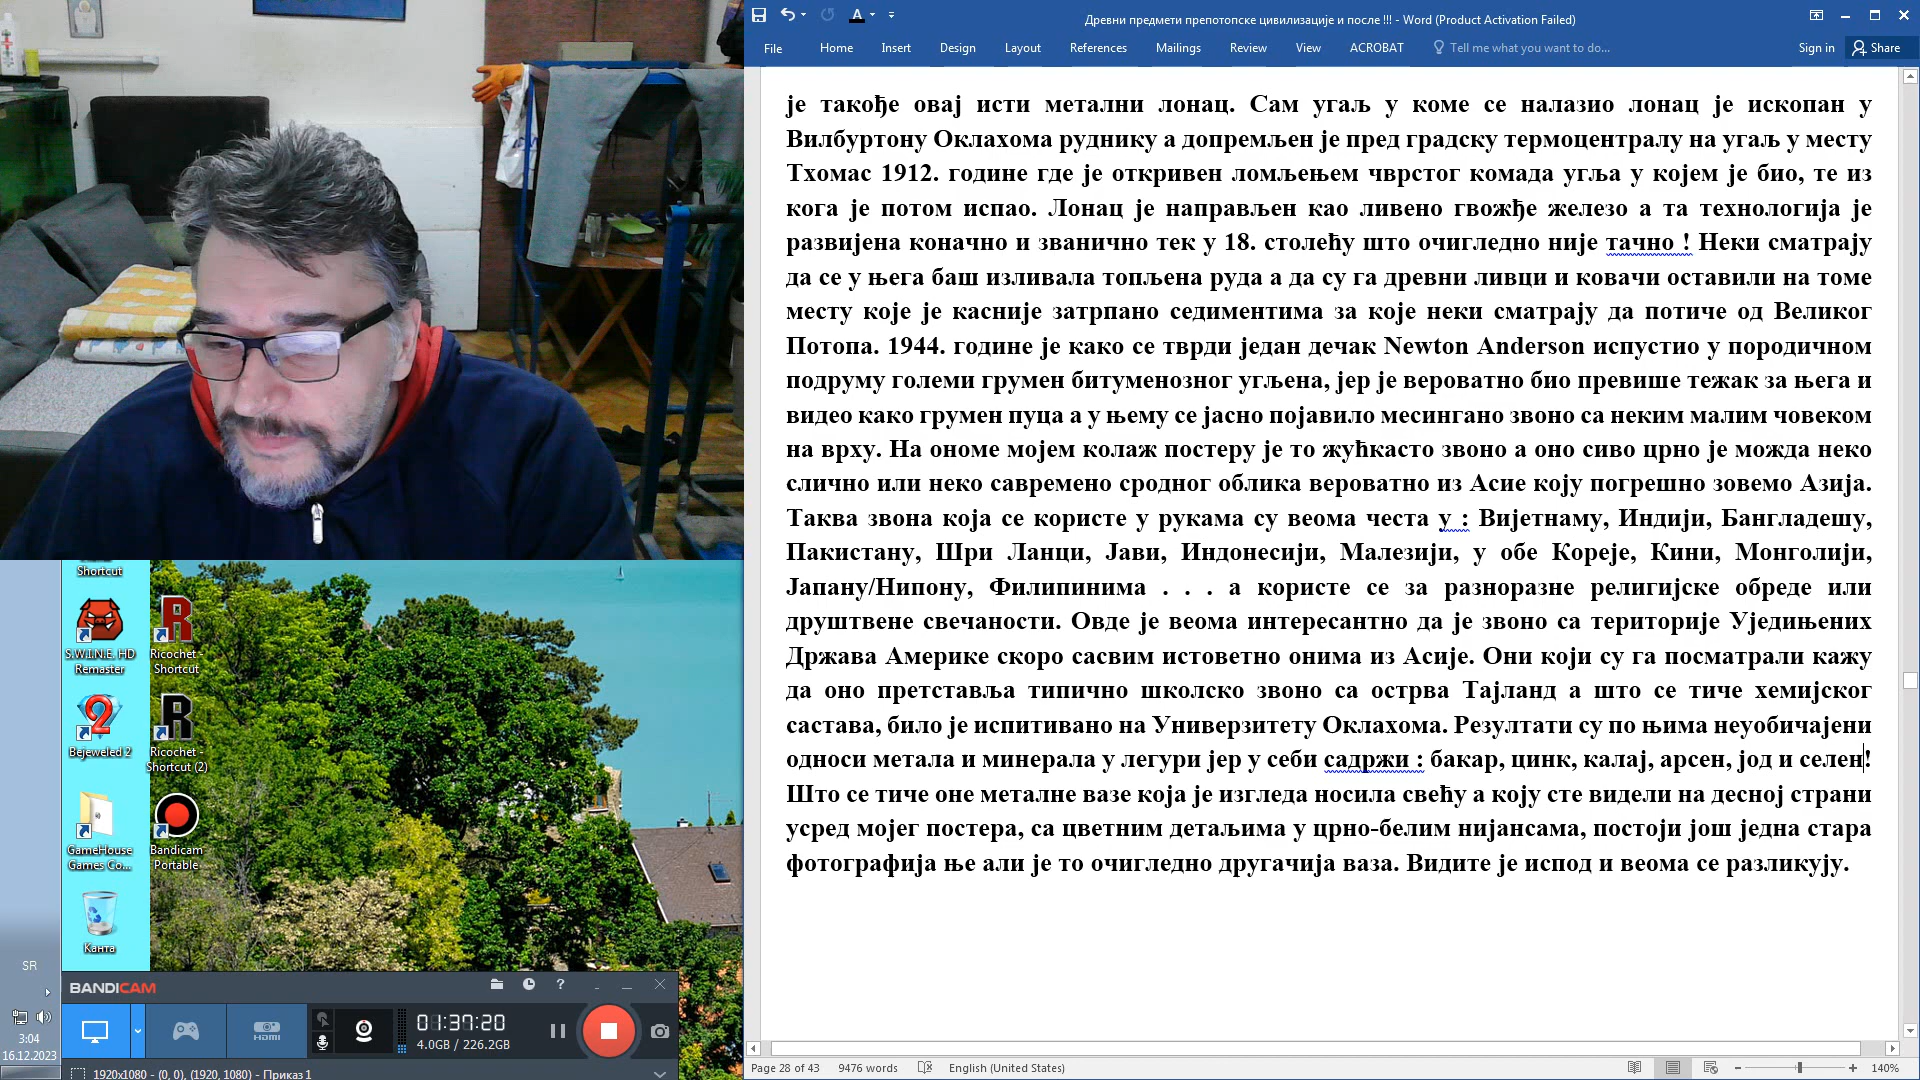 Древни предмети препотопске цивилизације и после !!! - Word (Product Activation Failed)
File Home Insert Design Layout References Mailings Review View ACROBAT Tell me what you want to do... Sign in Share
је такође овај исти метални лонац. Сам угаљ у коме се налазио лонац је ископан у
Вилбуртону Оклахома руднику а допремљен је пред градску термоцентралу на угаљ у месту
Тхомас 1912. године где је откривен ломљењем чврстог комада угља у којем је био, те из
кога је потом испао. Лонац је направљен као ливено гвожђе железо а та технологија је
развијена коначно и званично тек у 18. столећу што очигледно није тачно ! Неки сматрају
да се у њега баш изливала топљена руда а да су га древни ливци и ковачи оставили на томе
месту које је касније затрпано седиментима за које неки сматрају да потиче од Великог
Потопа. 1944. године је како се тврди један дечак Newton Anderson испустио у породичном
подруму големи грумен битуменозног угљена, јер је вероватно био превише тежак за њега и
видео како грумен пуца а у њему се јасно појавило месингано звоно са неким малим човеком
на врху. На ономе мојем колаж постеру је то жућкасто звоно а оно сиво црно је можда неко
слично или неко савремено сродног облика вероватно из Асие коју погрешно зовемо Азија.
Таква звона која се користе у рукама су веома честа у : Вијетнаму, Индији, Бангладешу,
Пакистану, Шри Ланци, Јави, Индонесији, Малезији, у обе Кореје, Кини, Монголији,
Јапану/Нипону, Филипинима . . . а користе се за разноразне религијске обреде или
друштвене свечаности. Овде је веома интересантно да је звоно са територије Уједињених
Држава Америке скоро сасвим истоветно онима из Асије. Они који су га посматрали кажу
да оно претставља типично школско звоно са острва Тајланд а што се тиче хемијског
састава, било је испитивано на Универзитету Оклахома. Резултати су по њима неуобичајени
односи метала и минерала у легури јер у себи садржи : бакар, цинк, калај, арсен, јод и селен!
Што се тиче оне металне вазе која је изгледа носила свећу а коју сте видели на десној страни
усред мојег постера, са цветним детаљима у црно-белим нијансама, постоји још једна стара
фотографија ње али је то очигледно другачија ваза. Видите је испод и веома се разликују.
Page 28 of 43 9476 words English (United States) 140%
Shortcut
S.W.I.N.E. HD Remaster
Ricochet - Shortcut
Bejeweled 2
Ricochet - Shortcut (2)
GameHouse Games Co...
Bandicam Portable
Канта
SR
3:04
16.12.2023
BANDICAM
HDMI
01:37:20
4.0GB / 226.2GB
1920x1080 - (0, 0), (1920, 1080) - Приказ 1